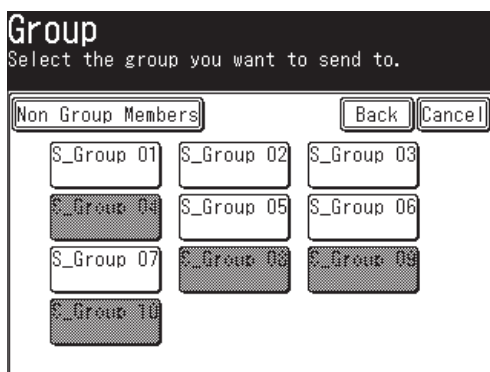 Group
Select the group you want to send to.
Non Group Members Back Cancel
S_Group 01 S_Group 02 S_Group 03
S_Group 04 S_Group 05 S_Group 06
S_Group 07 S_Group 08 S_Group 09
S_Group 10